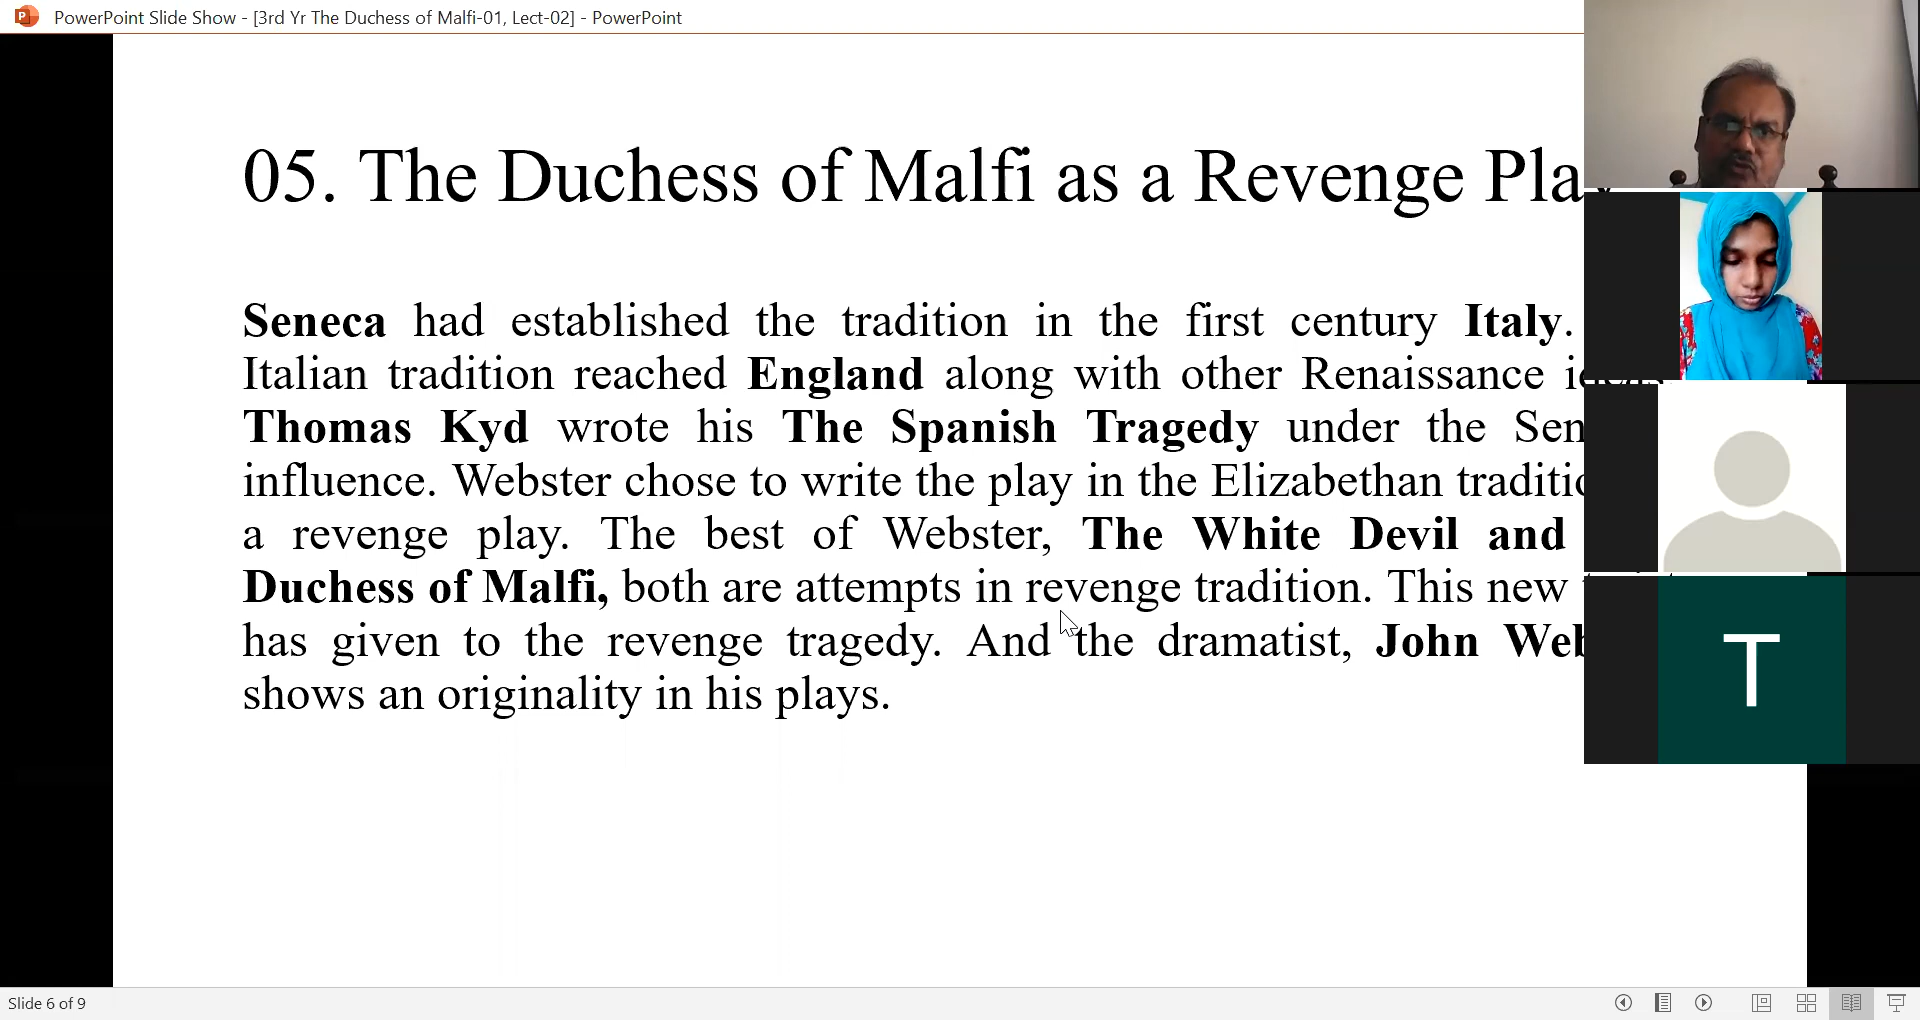 PowerPoint Slide Show - [3rd Yr The Duchess of Malfi-01, Lect-02] - PowerPoint
05. The Duchess of Malfi as a Revenge Play
Seneca had established the tradition in the first century Italy.
Italian tradition reached England along with other Renaissance ideas.
Thomas Kyd wrote his The Spanish Tragedy under the Sen
influence. Webster chose to write the play in the Elizabethan traditio
a revenge play. The best of Webster, The White Devil and
Duchess of Malfi, both are attempts in revenge tradition. This new
has given to the revenge tragedy. And the dramatist, John Web
shows an originality in his plays.
T
Slide 6 of 9